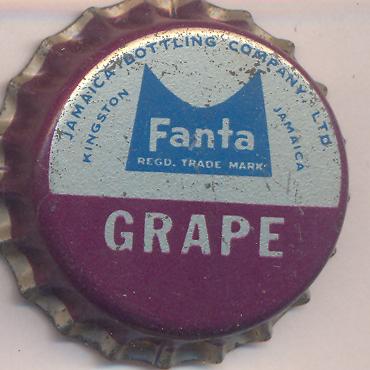 JAMAICA BOTTLING COMPANY LTD
KINGSTON JAMAICA
Fanta
REGD. TRADE MARK
GRAPE